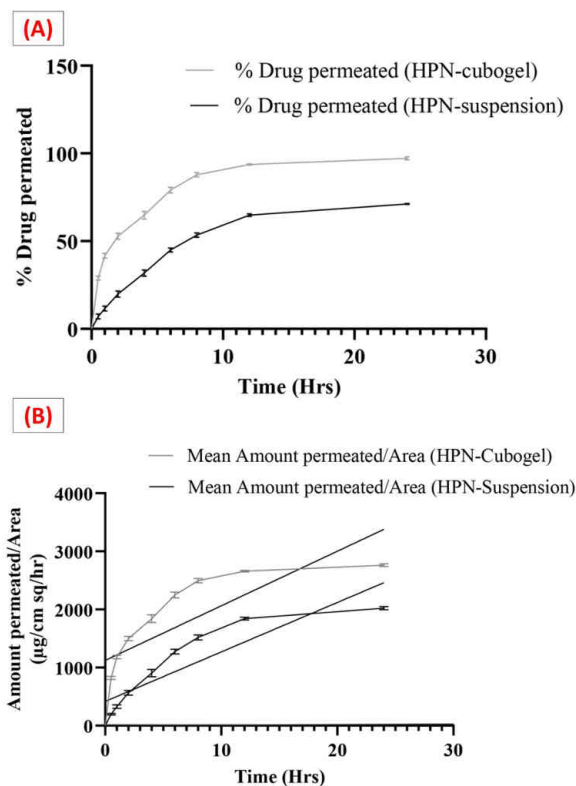 (A)
150
% Drug permeated (HPN-cubogel)
% Drug permeated (HPN-suspension)
100
50
0
% Drug permeated
0 10 20 30
Time (Hrs)
(B)
Mean Amount permeated/Area (HPN-Cubogel)
Mean Amount permeated/Area (HPN-Suspension)
4000
3000
2000
1000
0
Amount permeated/Area
(µg/cm sq/hr)
0 10 20 30
Time (Hrs)